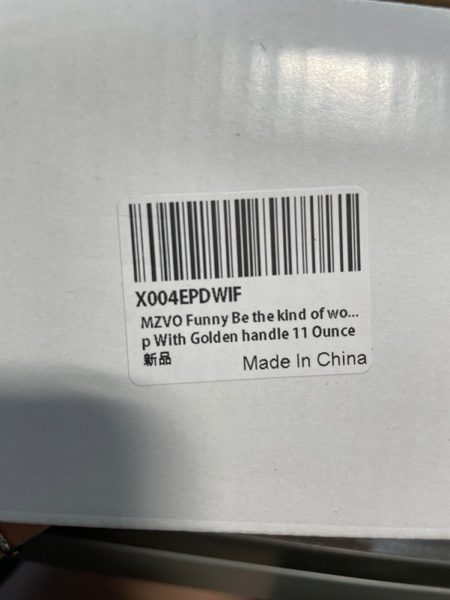 X004EPDWIF
MZVO Funny Be the kind of wo...
p With Golden handle 11 Ounce
新品
Made In China